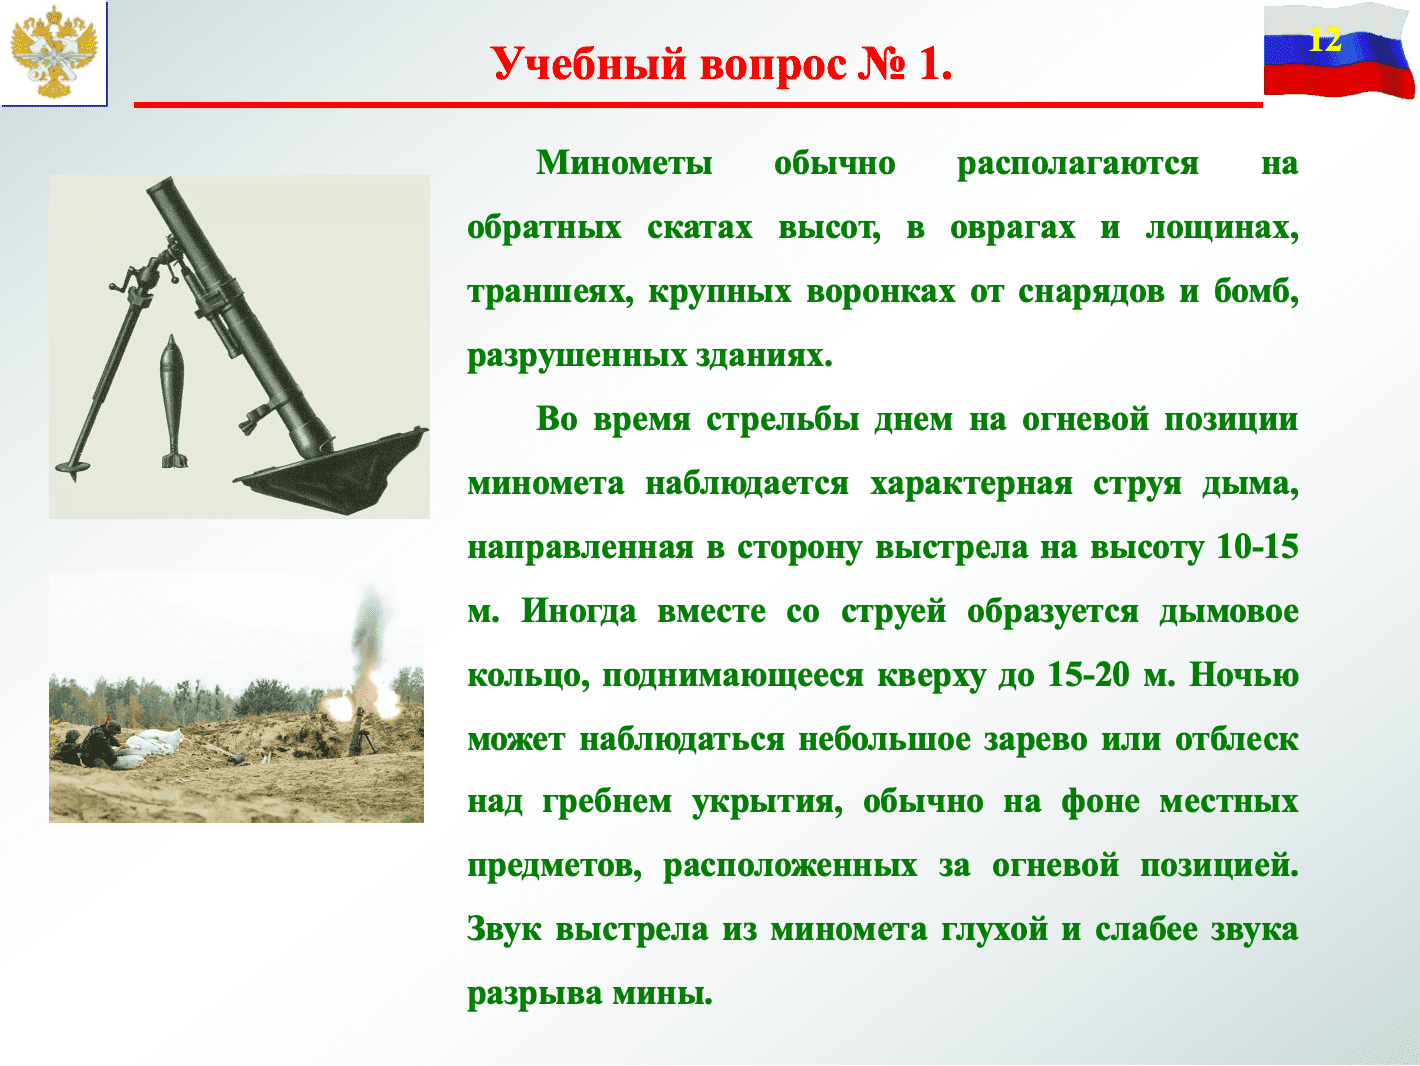 Учебный вопрос № 1.
12
Минометы обычно располагаются на
обратных скатах высот, в оврагах и лощинах,
траншеях, крупных воронках от снарядов и бомб,
разрушенных зданиях.
Во время стрельбы днем на огневой позиции
миномета наблюдается характерная струя дыма,
направленная в сторону выстрела на высоту 10-15
м. Иногда вместе со струей образуется дымовое
кольцо, поднимающееся кверху до 15-20 м. Ночью
может наблюдаться небольшое зарево или отблеск
над гребнем укрытия, обычно на фоне местных
предметов, расположенных за огневой позицией.
Звук выстрела из миномета глухой и слабее звука
разрыва мины.